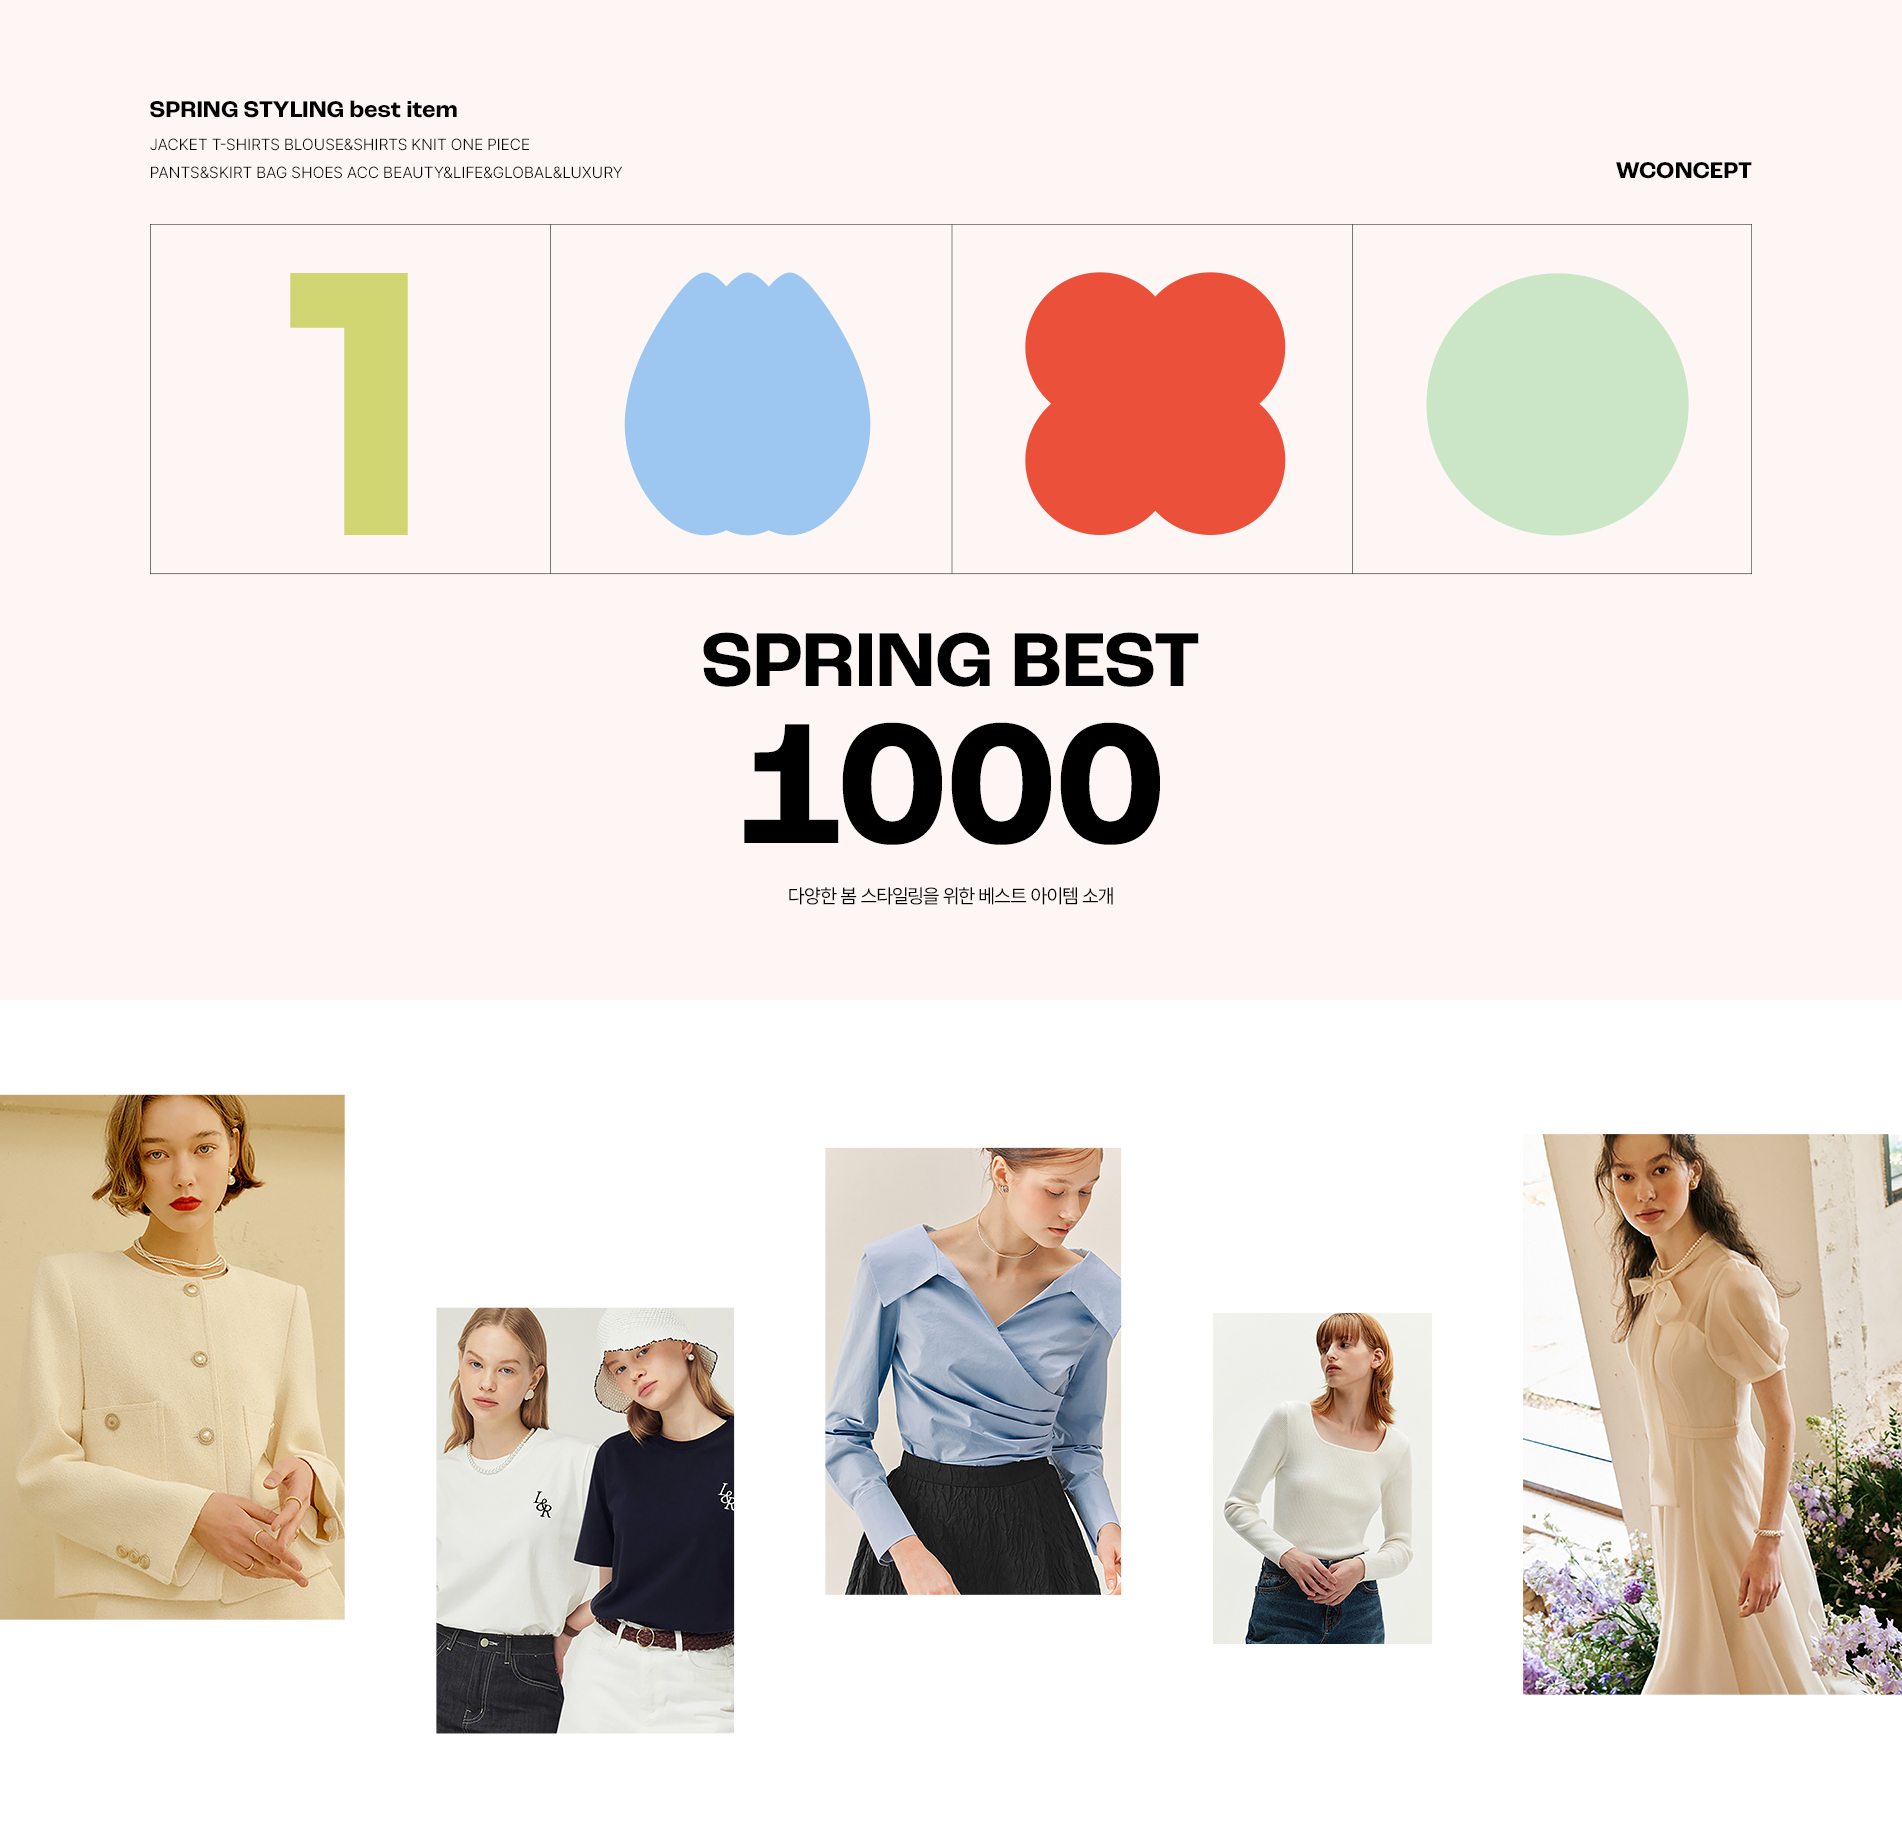 SPRING STYLING best item
JACKET T-SHIRTS BLOUSE&SHIRTS KNIT ONE PIECE
PANTS&SKIRT BAG SHOES ACC BEAUTY&LIFE&GLOBAL&LUXURY
WCONCEPT
1
SPRING BEST
1000
다양한 봄 스타일링을 위한 베스트 아이템 소개
L&R
L&R